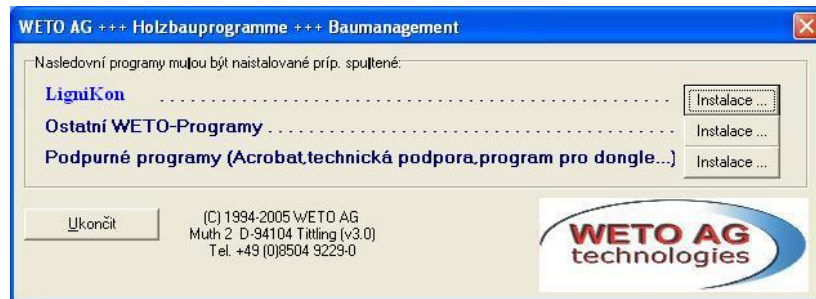 WETO AG +++ Holzbauprogramme +++ Baumanagement
Nasledovní programy mulou být naistalované príp. spultené:
LigniKon . . . . . . . . . . . . . . . . . . . . . . . . . . . . . . . . . . . . . . . . Instalace ...
Ostatní WETO-Programy . . . . . . . . . . . . . . . . . . . . . . . . . . . . . . . . Instalace ...
Podpurné programy (Acrobat,technická podpora,program pro dongle...) Instalace ...
Ukončit
(C) 1994-2005 WETO AG
Muth 2 D-94104 Tittling (v3.0)
Tel. +49 (0)8504 9229-0
WETO AG
technologies